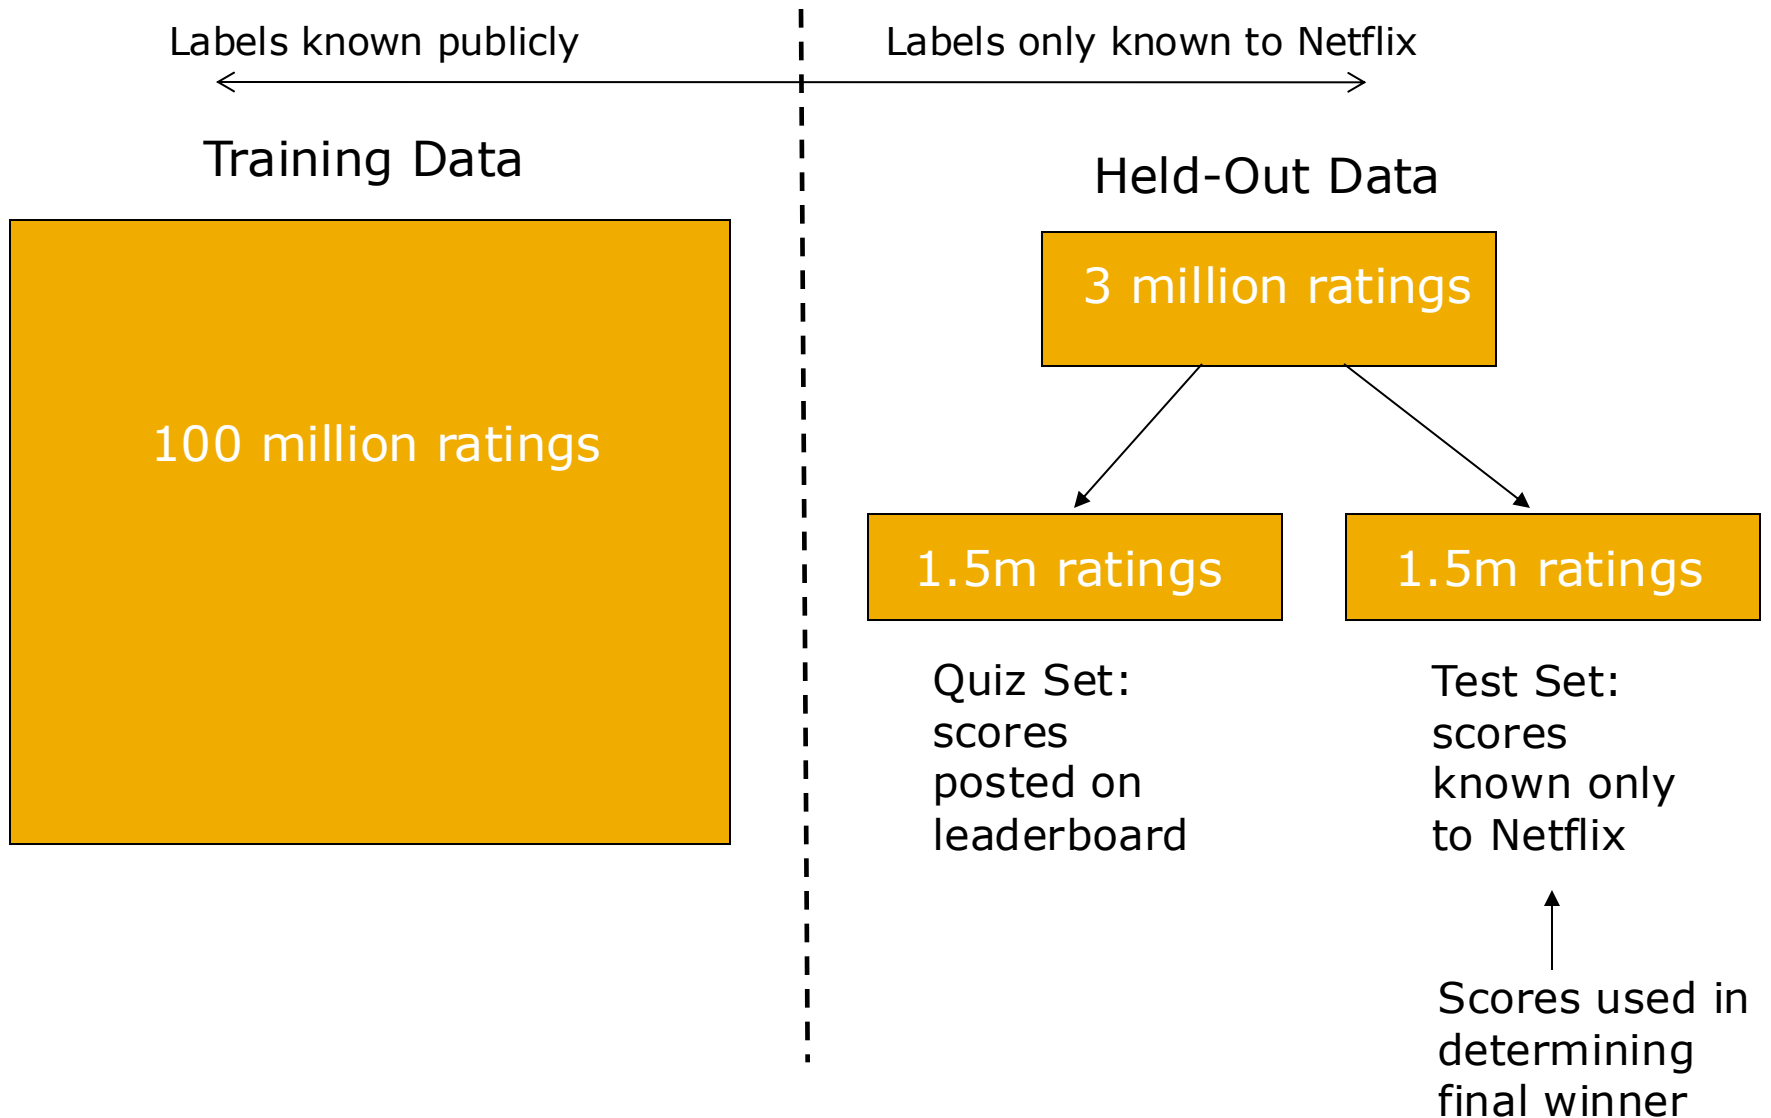 Labels known publicly
Labels only known to Netflix
Training Data
Held-Out Data
100 million ratings
3 million ratings
1.5m ratings
1.5m ratings
Quiz Set:
scores
posted on
leaderboard
Test Set:
scores
known only
to Netflix
Scores used in
determining
final winner